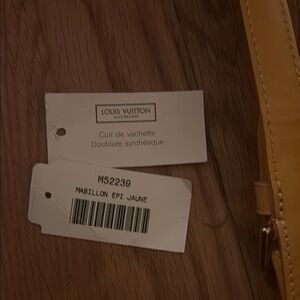 LOUIS VUITTON
Cuir de vachette
Doublure synthétique
M52239
MABILLON EPI JAUNE